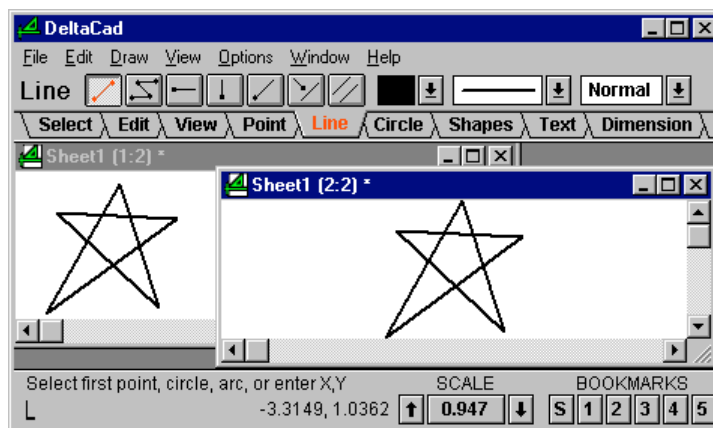 DeltaCad
File Edit Draw View Options Window Help
Line Normal
Select Edit View Point Line Circle Shapes Text Dimension
Sheet1 (1:2) *
Sheet1 (2:2) *
Select first point, circle, arc, or enter X,Y SCALE BOOKMARKS
L -3.3149, 1.0362 0.947 S 1 2 3 4 5